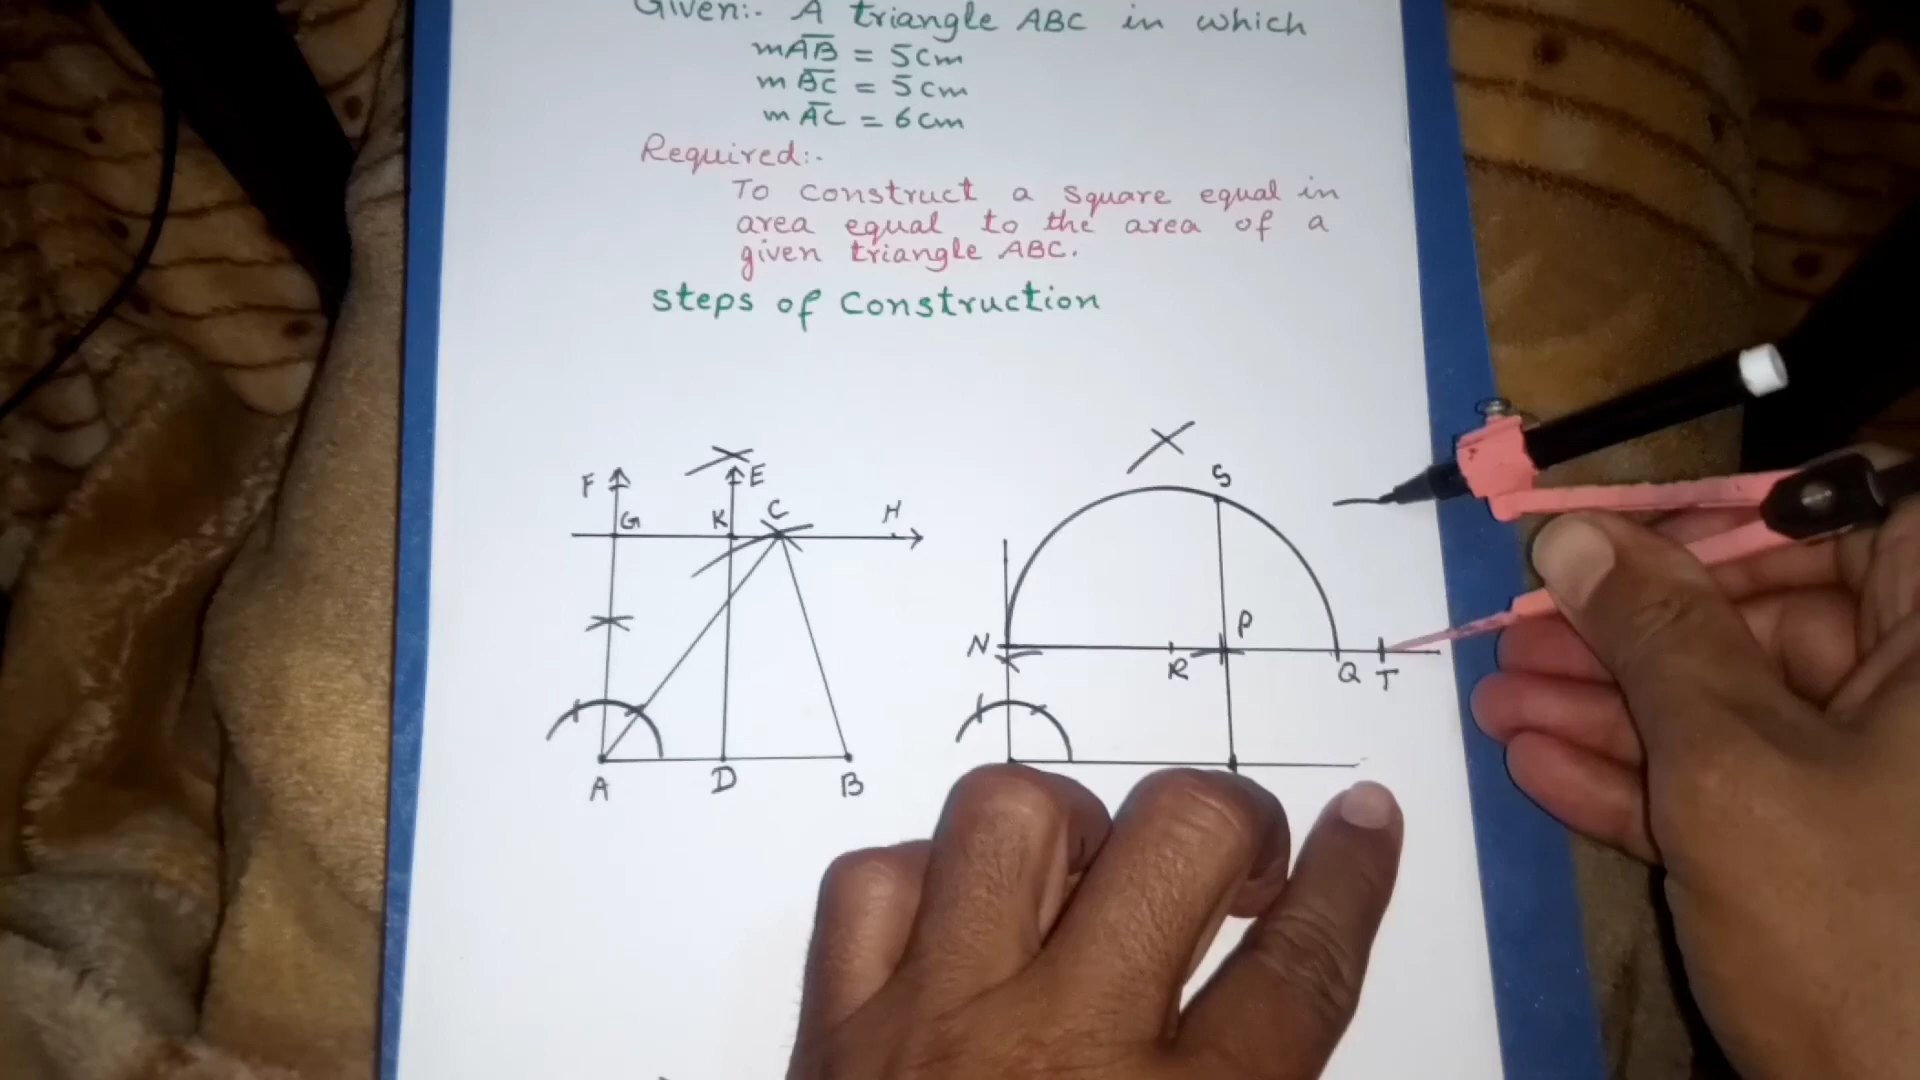 Given:- A triangle ABC in which
mAB = 5cm
mBC = 5cm
mAC = 6cm
Required:-
To construct a square equal in
area equal to the area of a
given triangle ABC.
Steps of Construction
F
E
G
K
C
H
A
D
B
S
N
P
R
Q
T